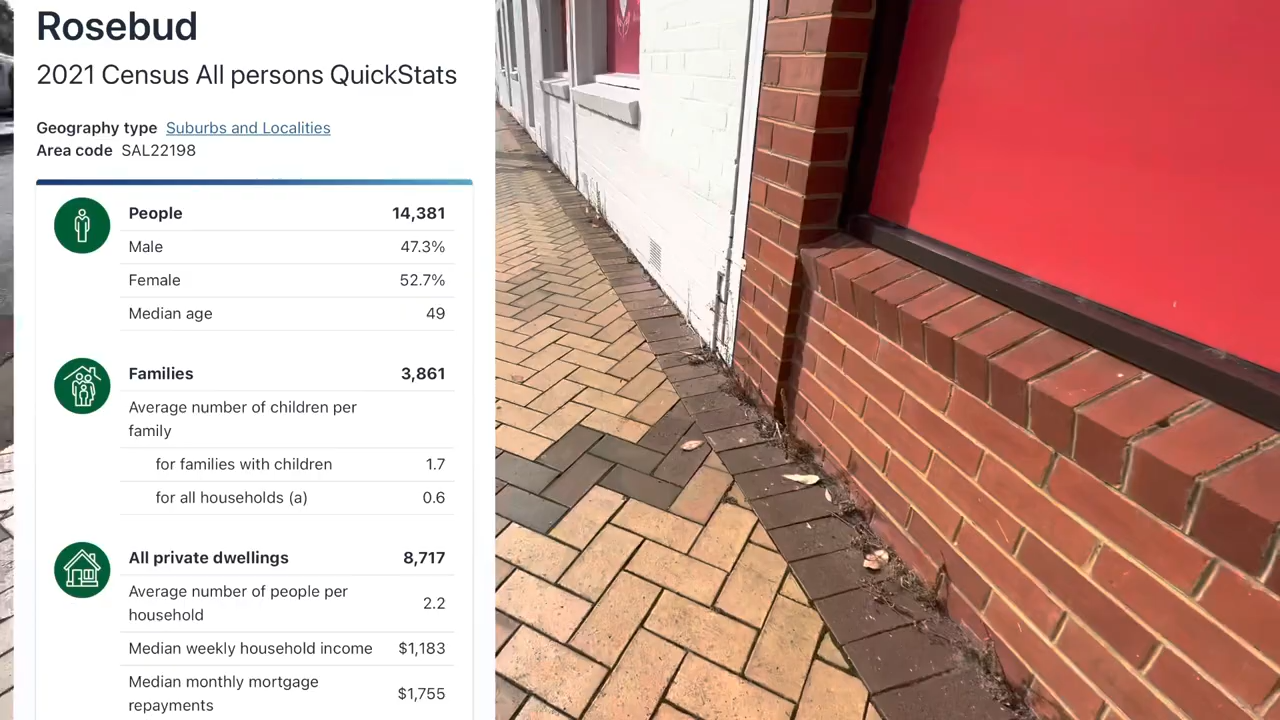 Rosebud
2021 Census All persons QuickStats
Geography type Suburbs and Localities
Area code SAL22198
People 14,381
Male 47.3%
Female 52.7%
Median age 49
Families 3,861
Average number of children per
family
for families with children 1.7
for all households (a) 0.6
All private dwellings 8,717
Average number of people per
household 2.2
Median weekly household income $1,183
Median monthly mortgage
repayments $1,755